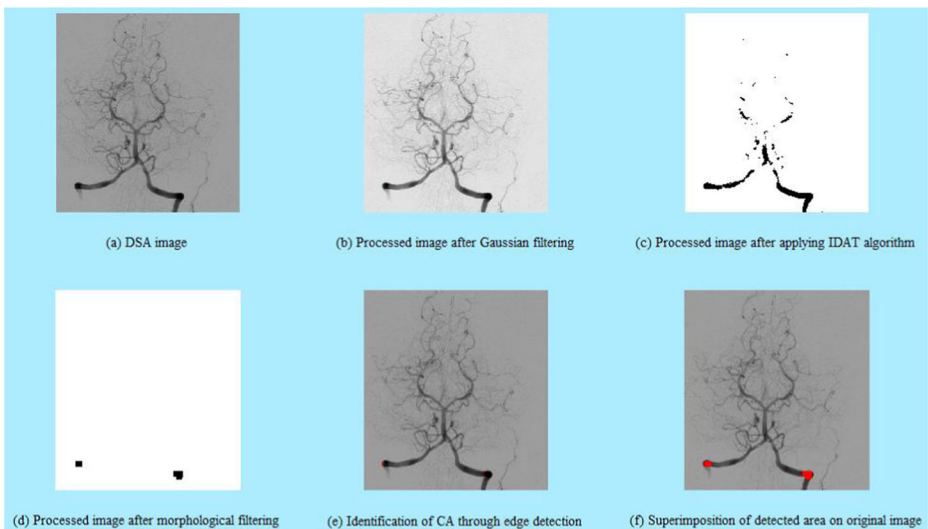 (a) DSA image
(b) Processed image after Gaussian filtering
(c) Processed image after applying IDAT algorithm
(d) Processed image after morphological filtering
(e) Identification of CA through edge detection
(f) Superimposition of detected area on original image